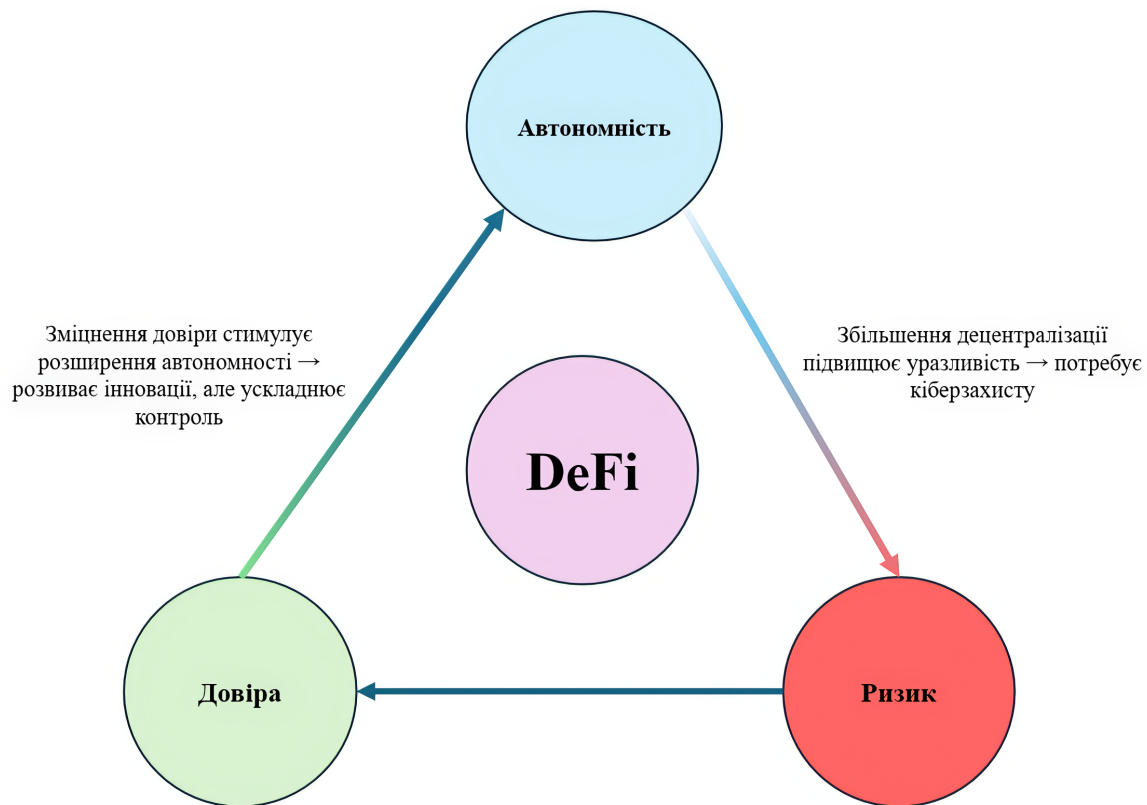 Автономність
Зміцнення довіри стимулує
розширення автономності →
розвиває інновації, але ускладнює
контроль
Збільшення децентралізації
підвищує уразливість → потребує
кіберзахисту
DeFi
Довіра
Ризик